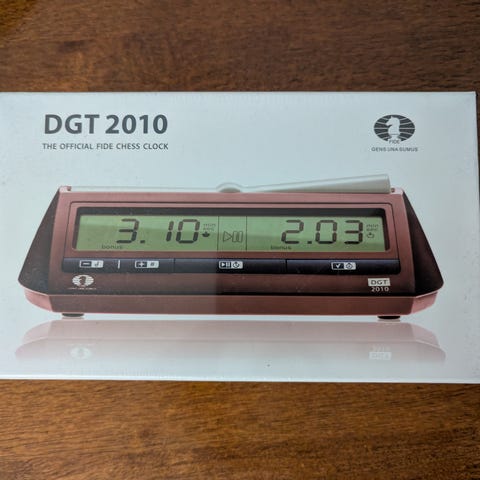 DGT 2010
THE OFFICIAL FIDE CHESS CLOCK
FIDE
GENS UNA SUMUS
3.10
2.03
bonus
bonus
DGT
2010